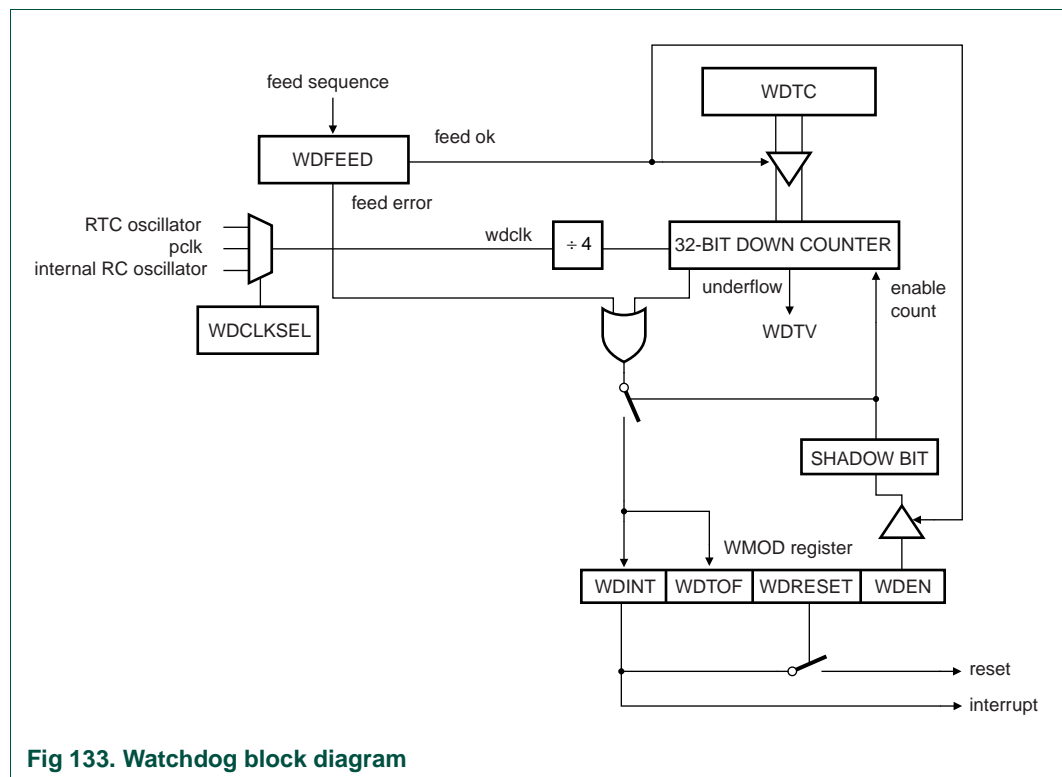 feed sequence
WDTC
feed ok
WDFEED
feed error
RTC oscillator
pclk
internal RC oscillator
wdclk
÷ 4
32-BIT DOWN COUNTER
underflow
enable
count
WDTV
WDCLKSEL
SHADOW BIT
WMOD register
WDINT
WDTOF
WDRESET
WDEN
reset
interrupt
Fig 133. Watchdog block diagram